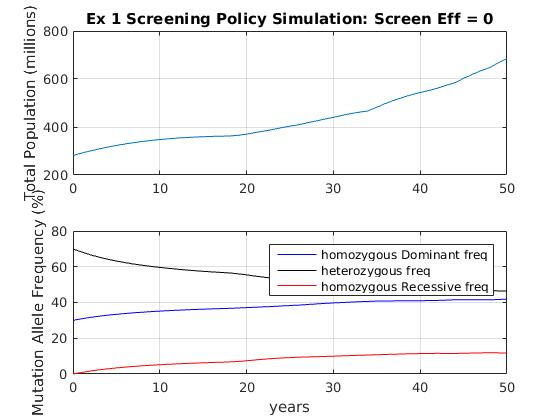 Ex 1 Screening Policy Simulation: Screen Eff = 0
Total Population (millions)
800
600
400
200
0 10 20 30 40 50
Mutation Allele Frequency (%)
80
60
40
20
0
homozygous Dominant freq
heterozygous freq
homozygous Recessive freq
0 10 20 30 40 50
years